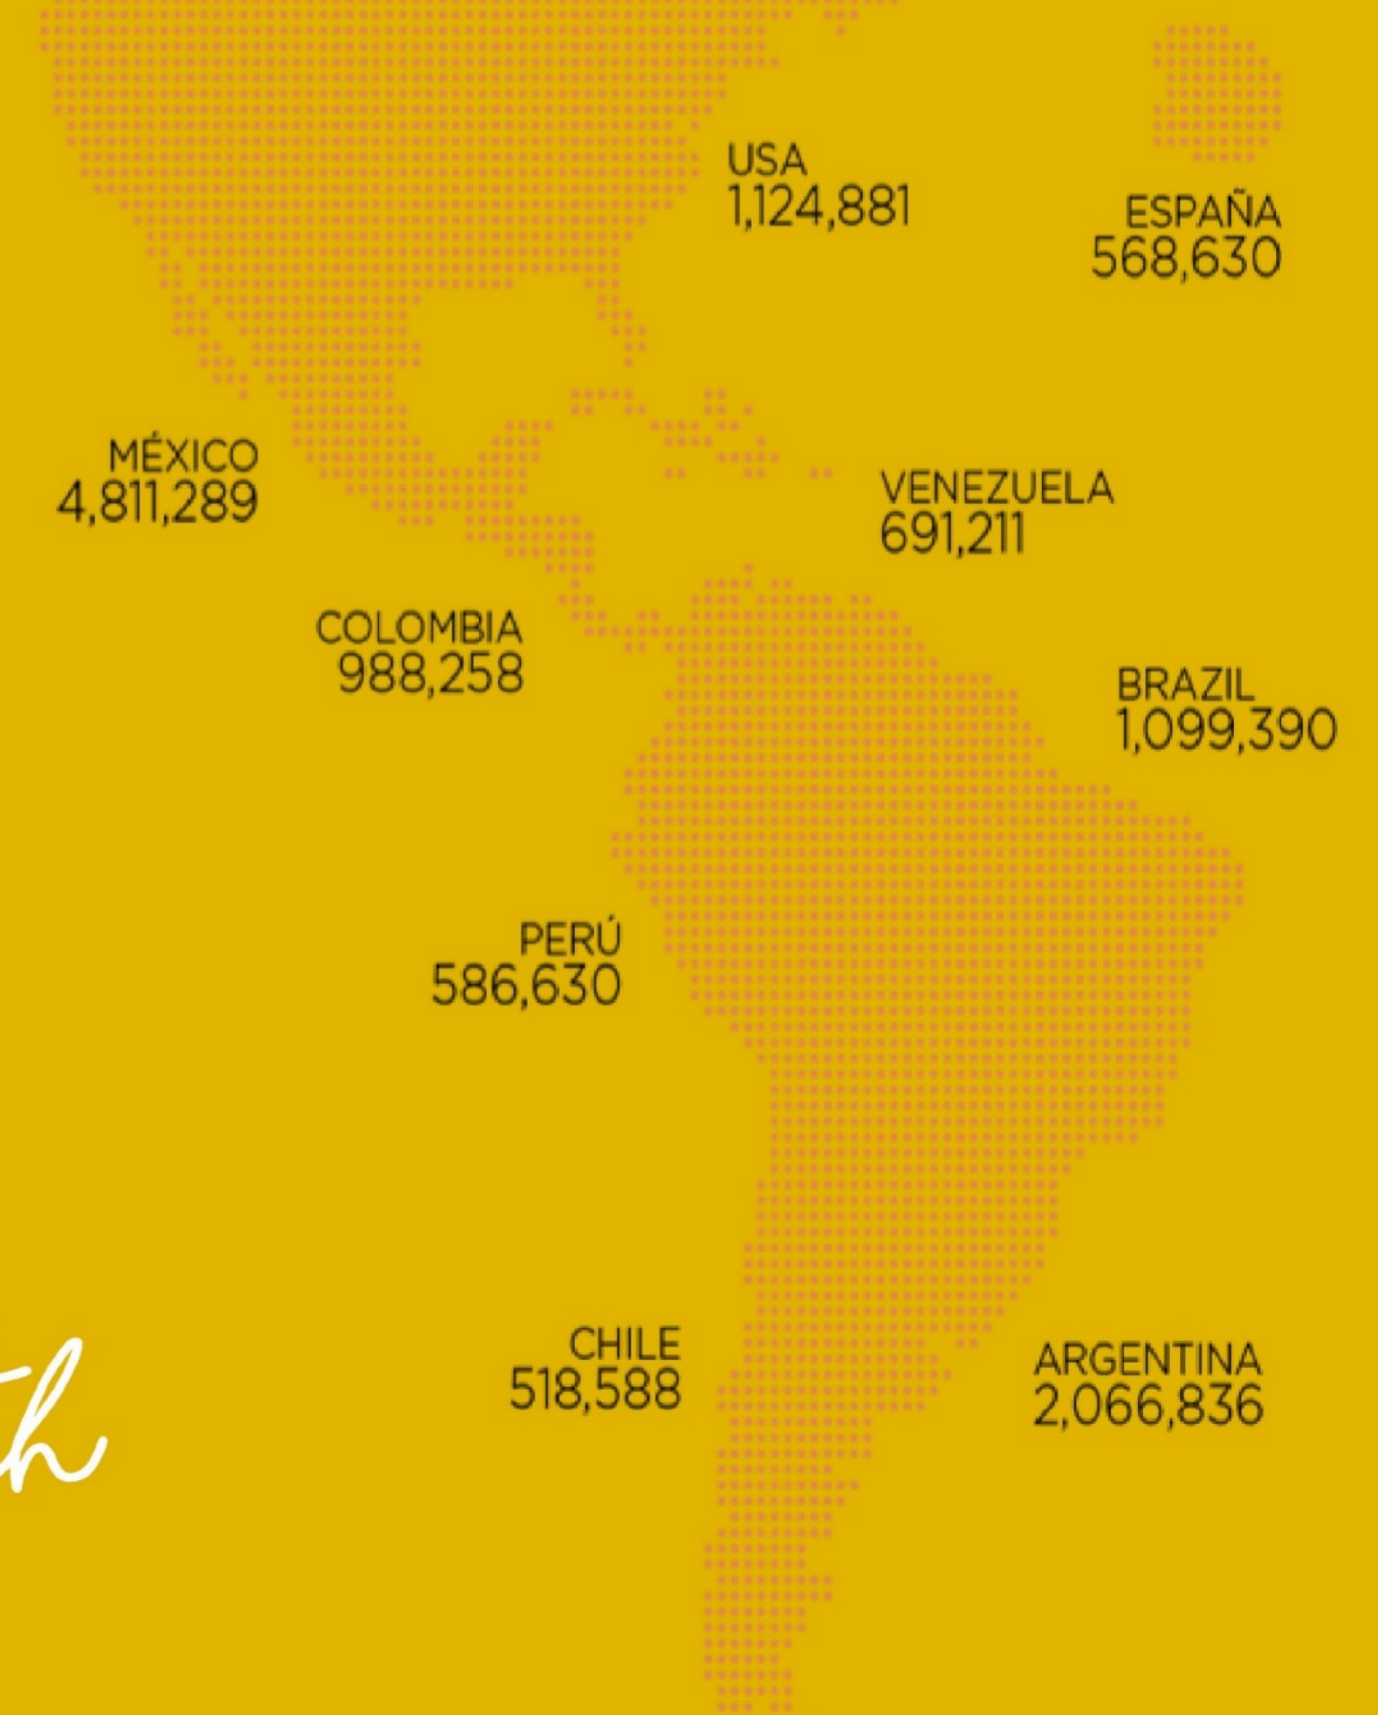 USA
1,124,881
ESPAÑA
568,630
MÉXICO
4,811,289
VENEZUELA
691,211
COLOMBIA
988,258
BRAZIL
1,099,390
PERÚ
586,630
CHILE
518,588
ARGENTINA
2,066,836